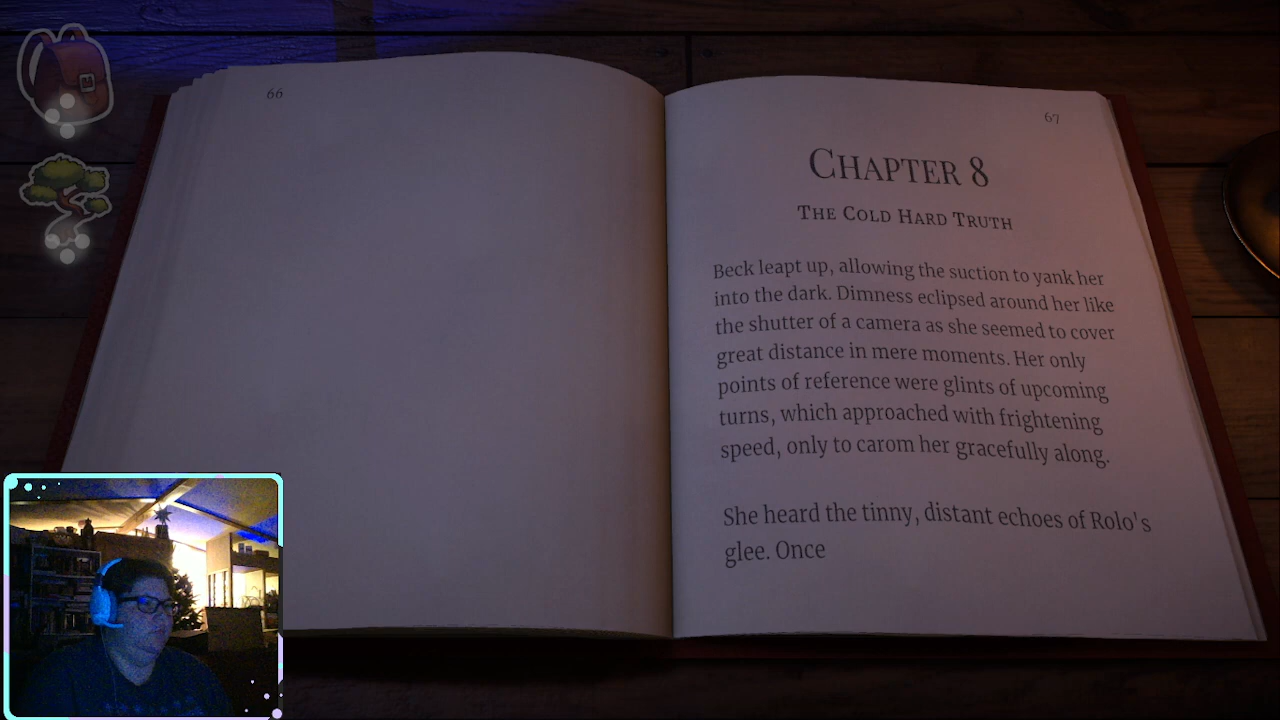 66
67
Chapter 8
The Cold Hard Truth
Beck leapt up, allowing the suction to yank her
into the dark. Dimness eclipsed around her like
the shutter of a camera as she seemed to cover
great distance in mere moments. Her only
points of reference were glints of upcoming
turns, which approached with frightening
speed, only to carom her gracefully along.
She heard the tinny, distant echoes of Rolo's
glee. Once